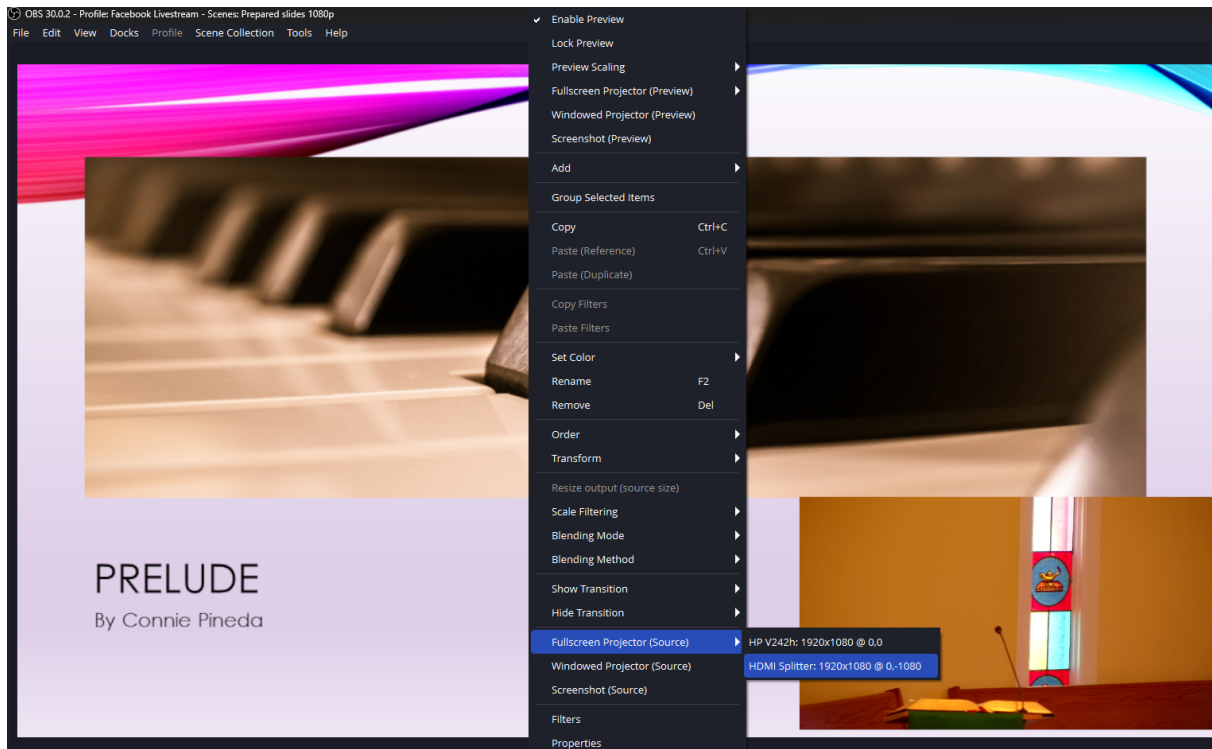 OBS 30.0.2 - Profile: Facebook Livestream - Scenes: Prepared slides 1080p
File Edit View Docks Profile Scene Collection Tools Help
Enable Preview
Lock Preview
Preview Scaling
Fullscreen Projector (Preview)
Windowed Projector (Preview)
Screenshot (Preview)
Add
Group Selected Items
Copy Ctrl+C
Paste (Reference) Ctrl+V
Paste (Duplicate)
Copy Filters
Paste Filters
Set Color
Rename F2
Remove Del
Order
Transform
Resize output (source size)
Scale Filtering
Blending Mode
Blending Method
Show Transition
Hide Transition
Fullscreen Projector (Source)
Windowed Projector (Source)
Screenshot (Source)
Filters
Properties
HP V242h: 1920x1080 @ 0,0
HDMI Splitter: 1920x1080 @ 0,-1080
PRELUDE
By Connie Pineda